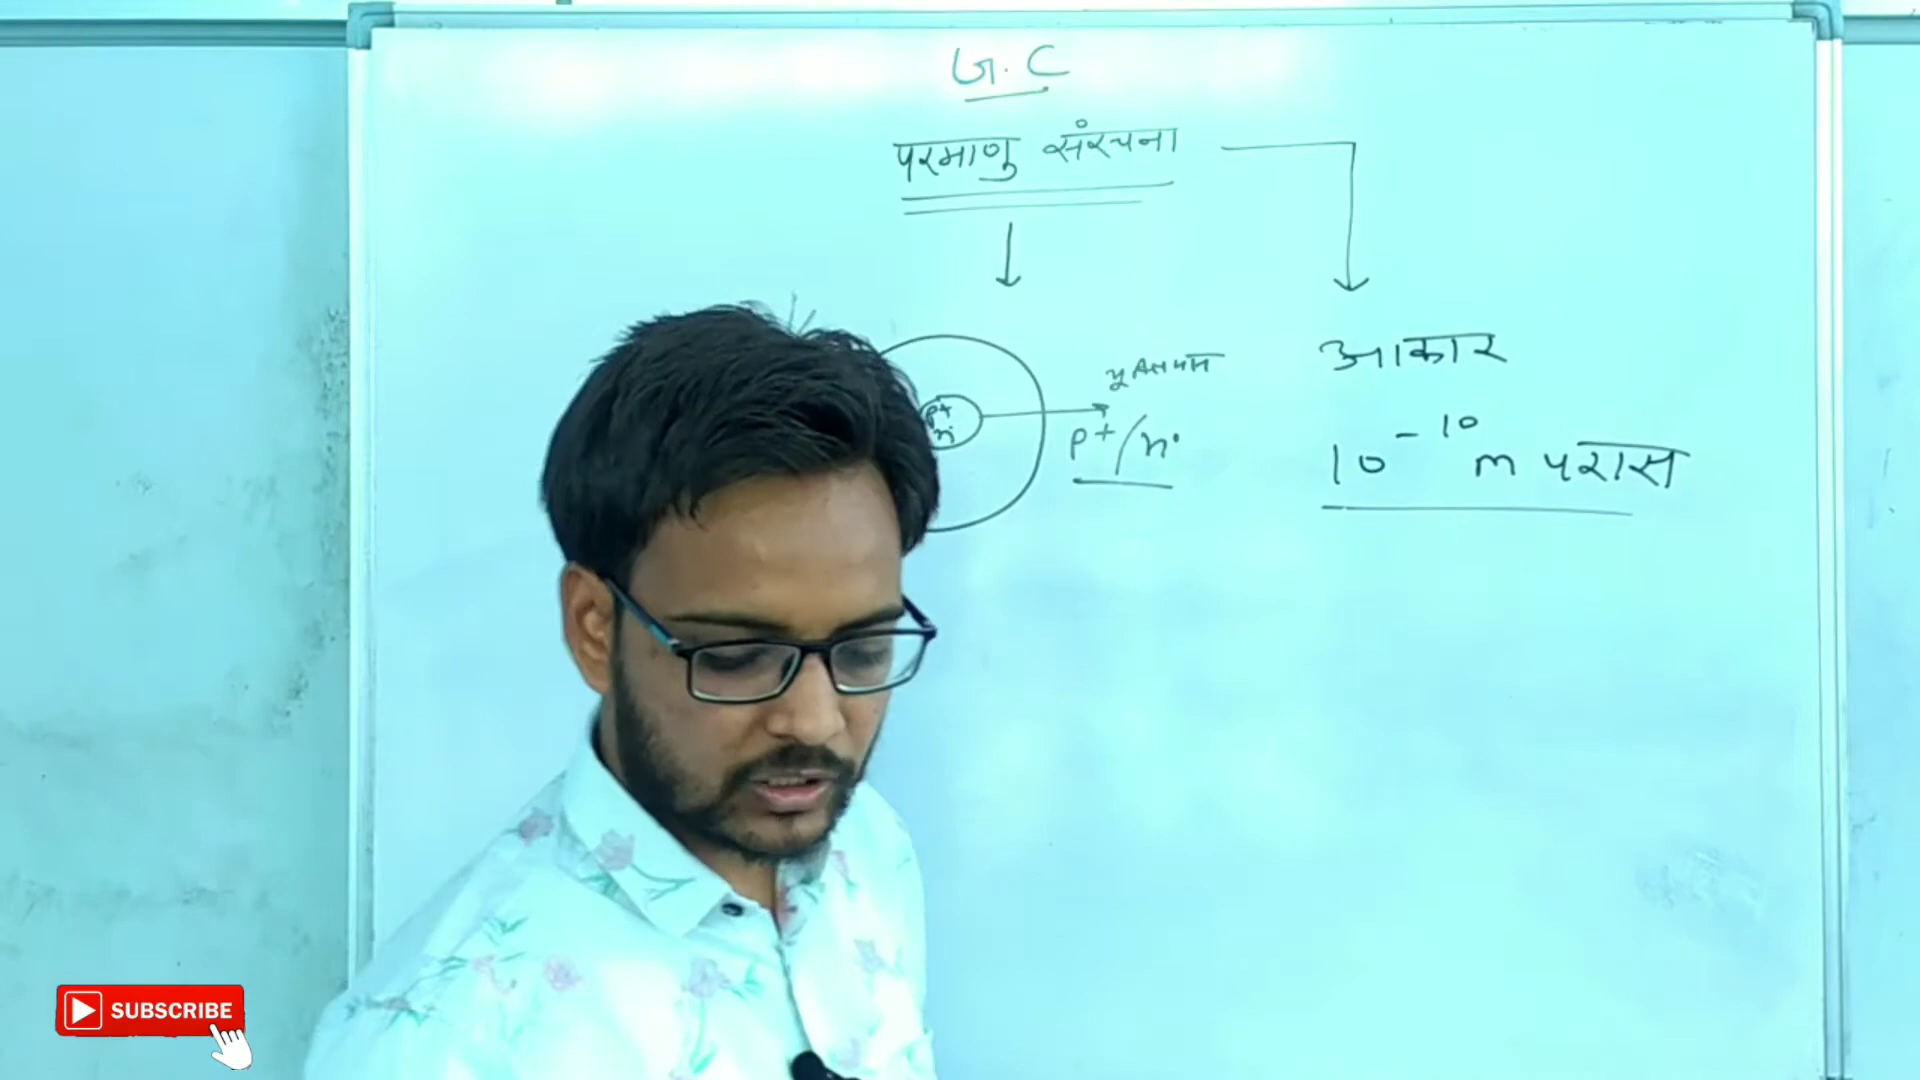 G.C
परमाणु संरचना
p+
n
p+/n°
आकार
10⁻¹⁰ m परास
SUBSCRIBE